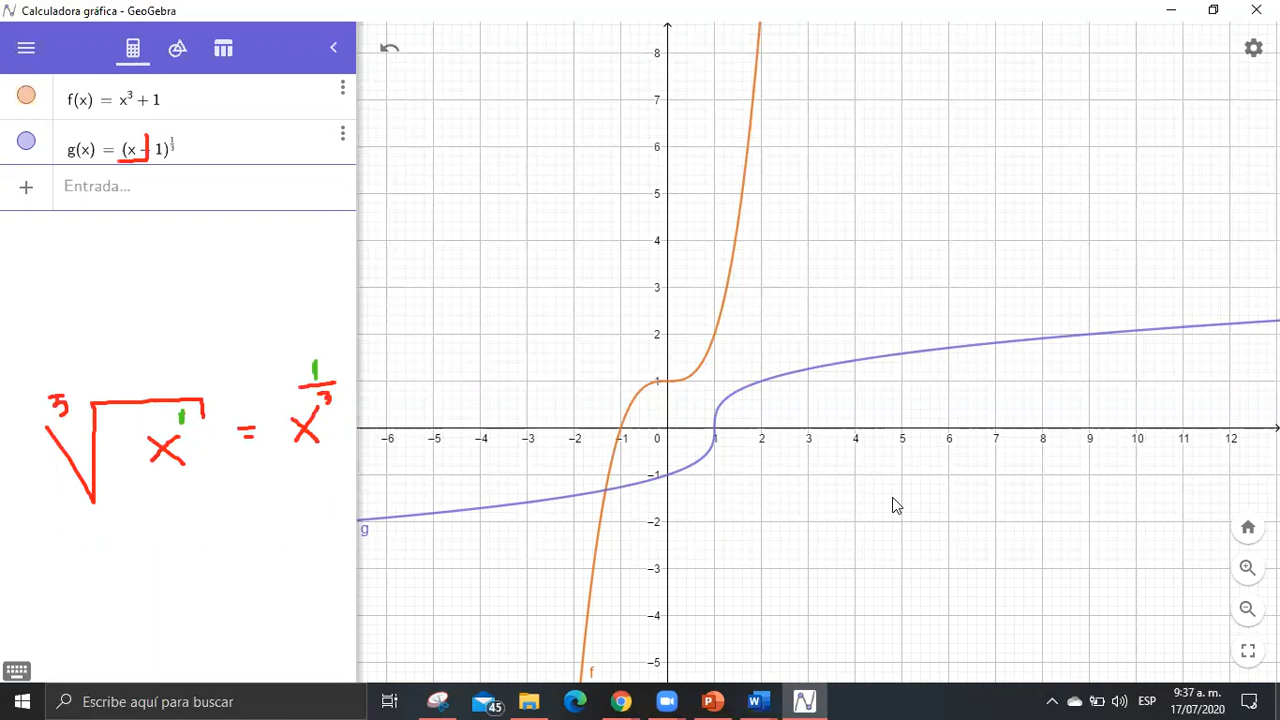 Calculadora gráfica - GeoGebra
f(x) = x³ + 1
g(x) = (x − 1)^(1/3)
Entrada...
∛x¹ = x^(1/3)
8
7
6
5
4
3
2
1
−6 −5 −4 −3 −2 −1 0 1 2 3 4 5 6 7 8 9 10 11 12 13
−1
−2
−3
−4
−5
g
f
Escribe aquí para buscar
45
ESP
9:37 a. m.
17/07/2020